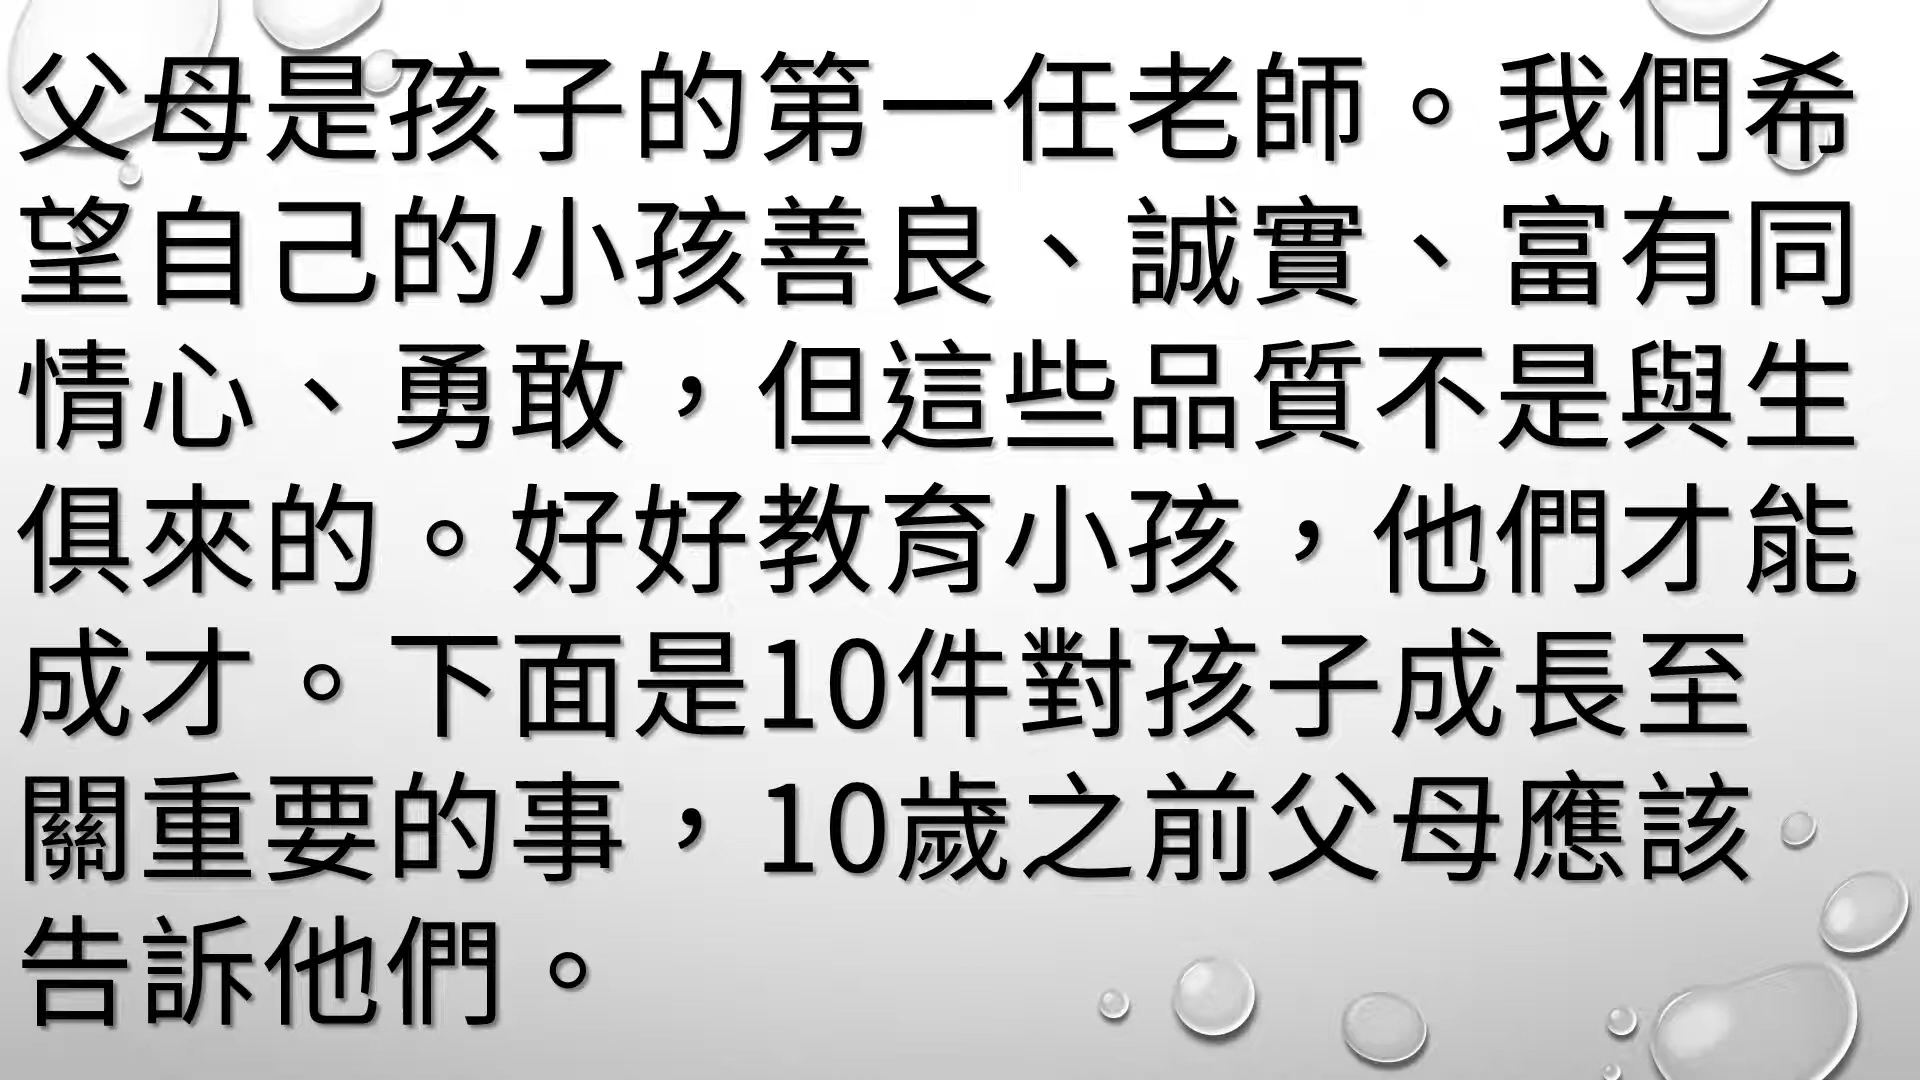 父母是孩子的第一任老師。我們希
望自己的小孩善良、誠實、富有同
情心、勇敢，但這些品質不是與生
俱來的。好好教育小孩，他們才能
成才。下面是10件對孩子成長至
關重要的事，10歲之前父母應該
告訴他們。